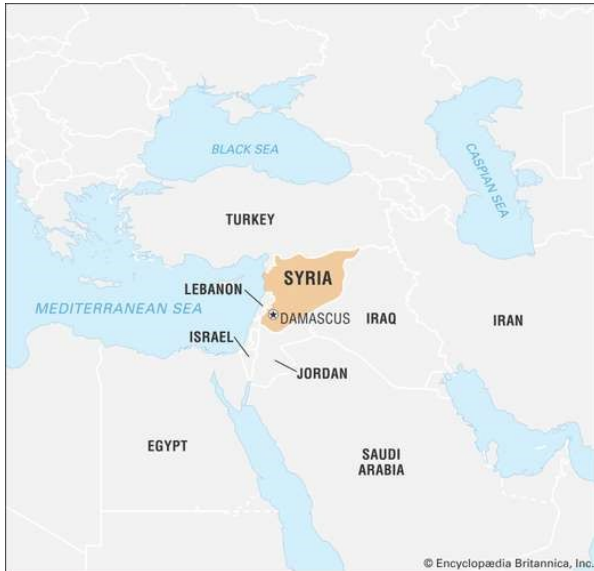 BLACK SEA
CASPIAN SEA
TURKEY
SYRIA
LEBANON
MEDITERRANEAN SEA
DAMASCUS
IRAQ
IRAN
ISRAEL
JORDAN
EGYPT
SAUDI
ARABIA
© Encyclopædia Britannica, Inc.